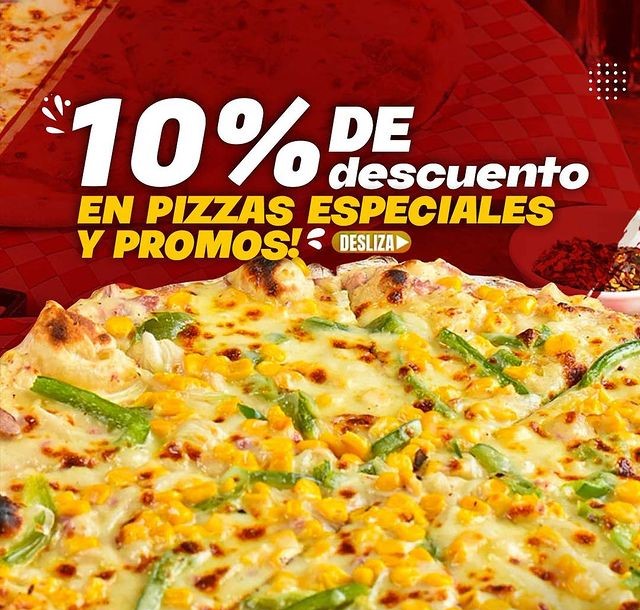 10% DE
descuento
EN PIZZAS ESPECIALES
Y PROMOS!
DESLIZA